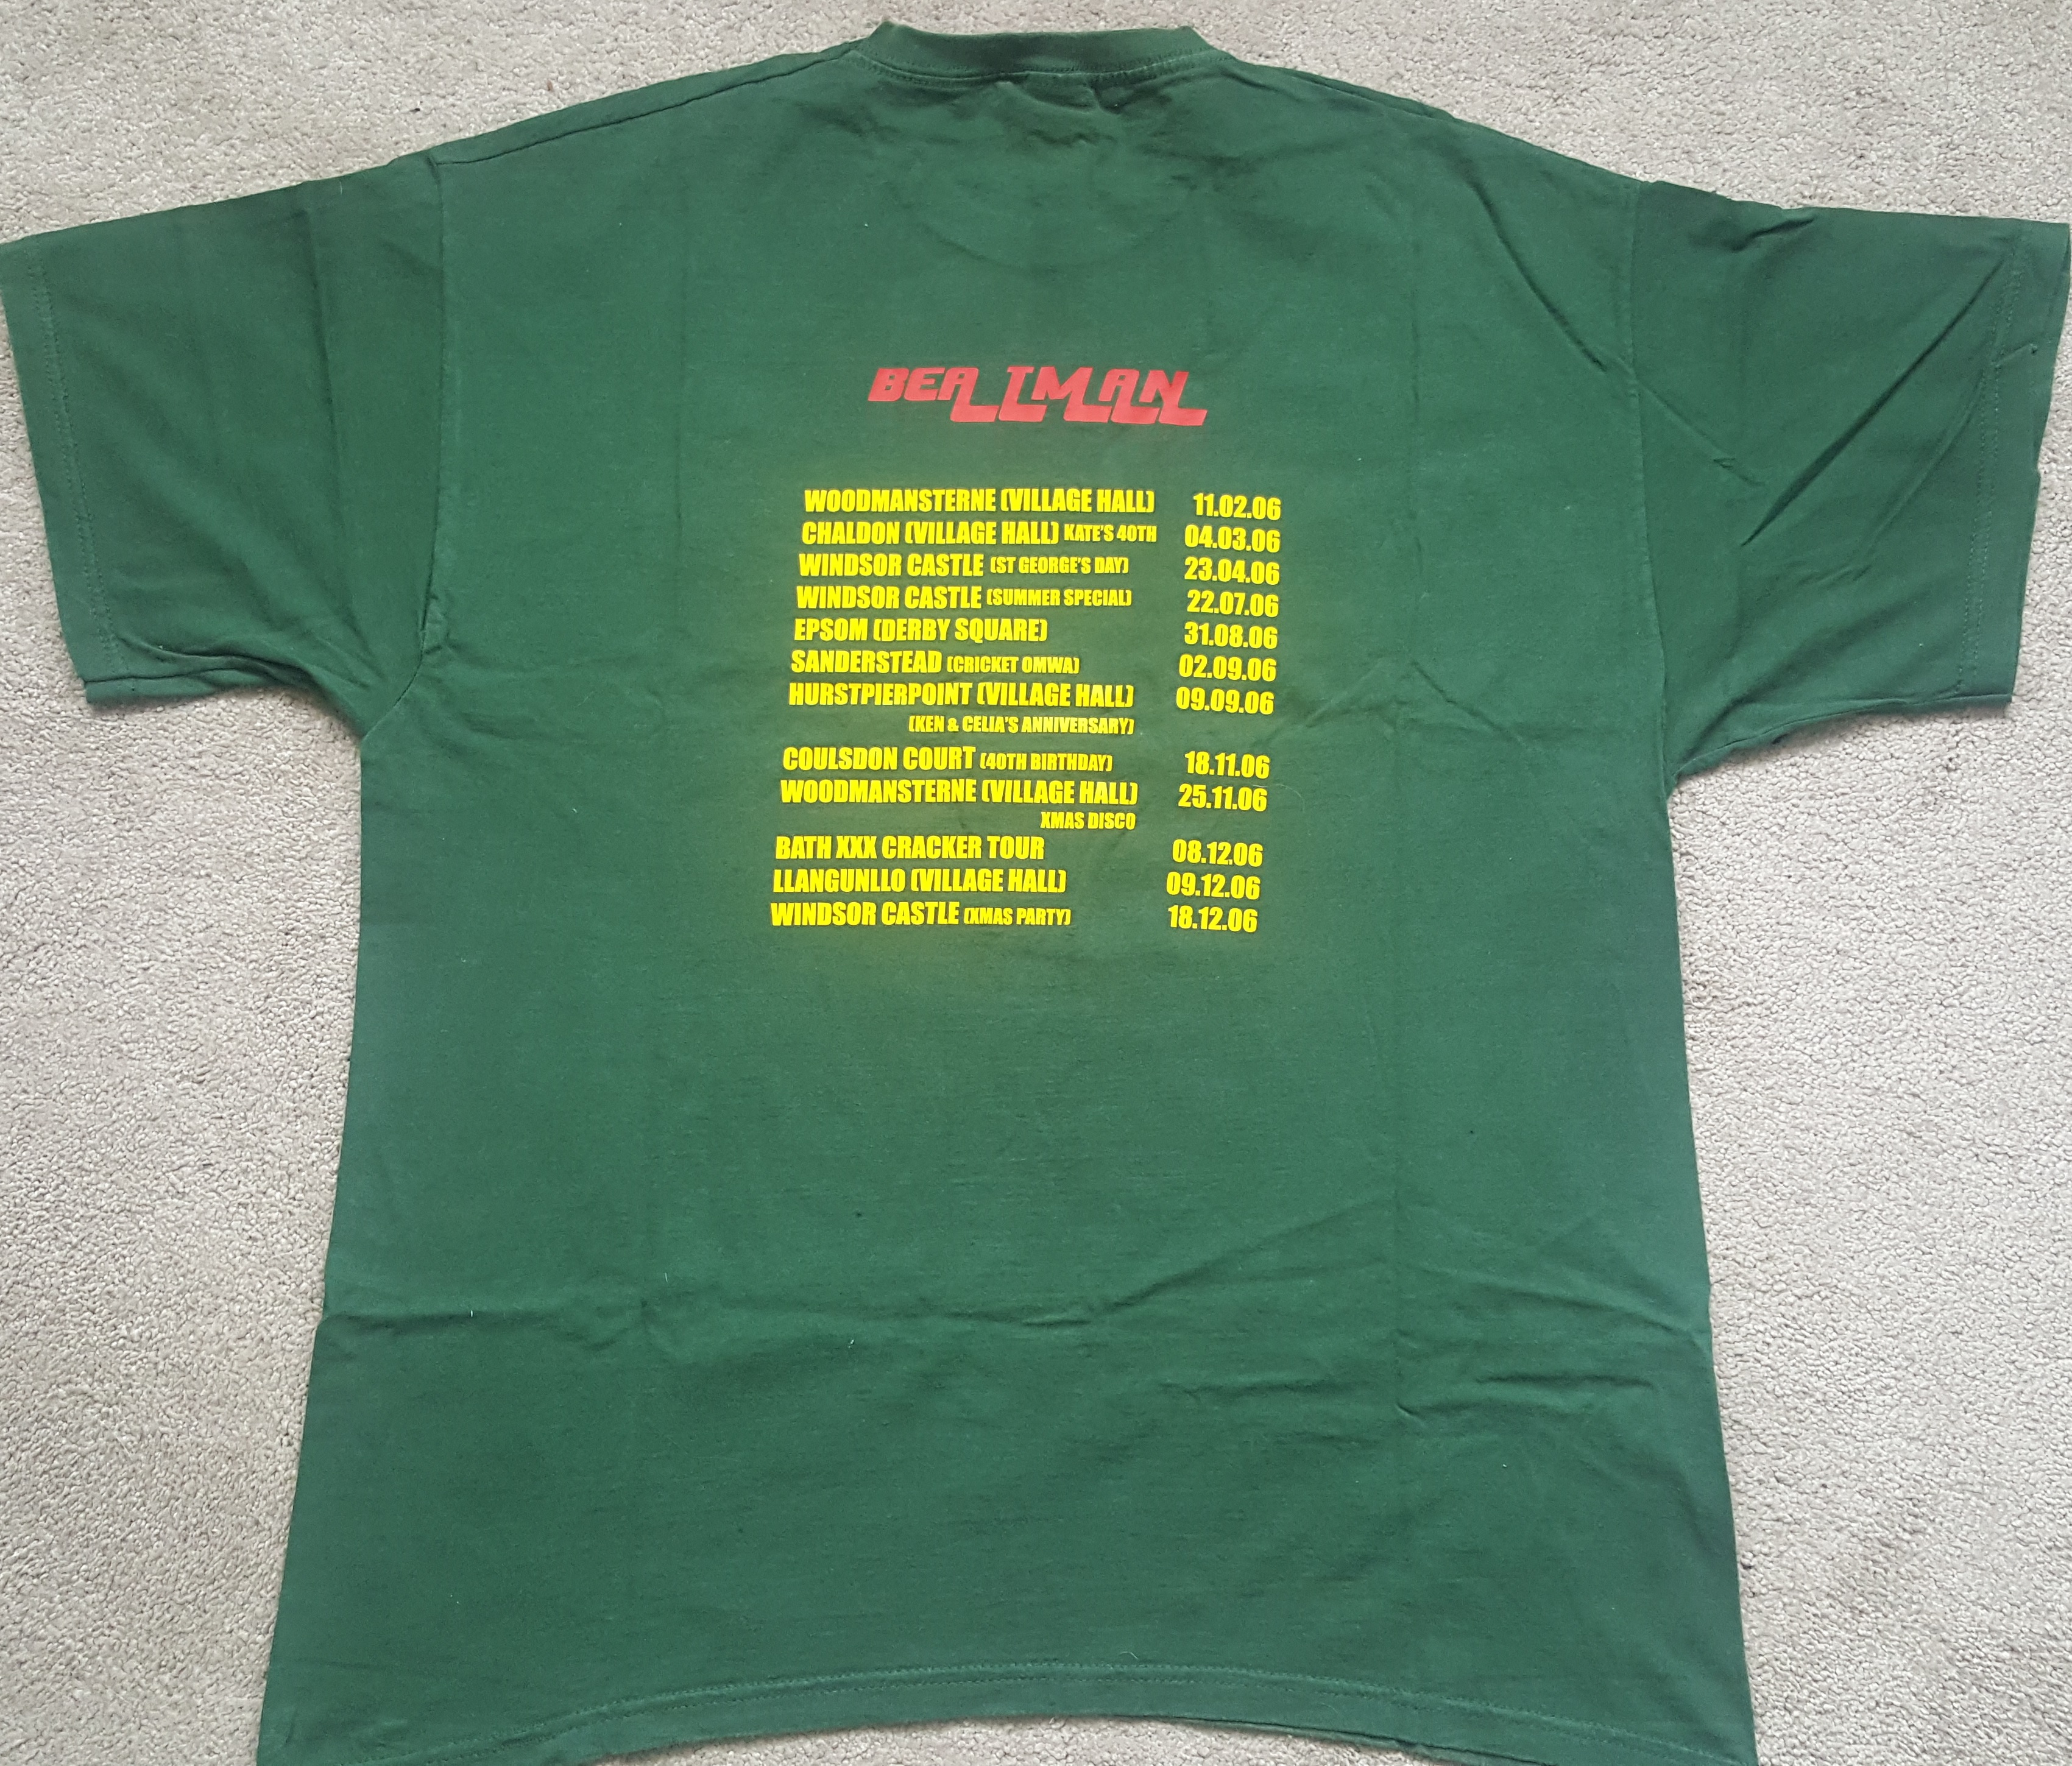 BEATMAN
WOODMANSTERNE (VILLAGE HALL) 11.02.06
CHALDON (VILLAGE HALL) KATE'S 40TH 04.03.06
WINDSOR CASTLE (ST GEORGE'S DAY) 23.04.06
WINDSOR CASTLE (SUMMER SPECIAL) 22.07.06
EPSOM (DERBY SQUARE) 31.08.06
SANDERSTEAD (CRICKET OMWA) 02.09.06
HURSTPIERPOINT (VILLAGE HALL) 09.09.06
(KEN & CELIA'S ANNIVERSARY)
COULSDON COURT (40TH BIRTHDAY) 18.11.06
WOODMANSTERNE (VILLAGE HALL) 25.11.06
XMAS DISCO
BATH XXX CRACKER TOUR 08.12.06
LLANGUNLLO (VILLAGE HALL) 09.12.06
WINDSOR CASTLE (XMAS PARTY) 18.12.06